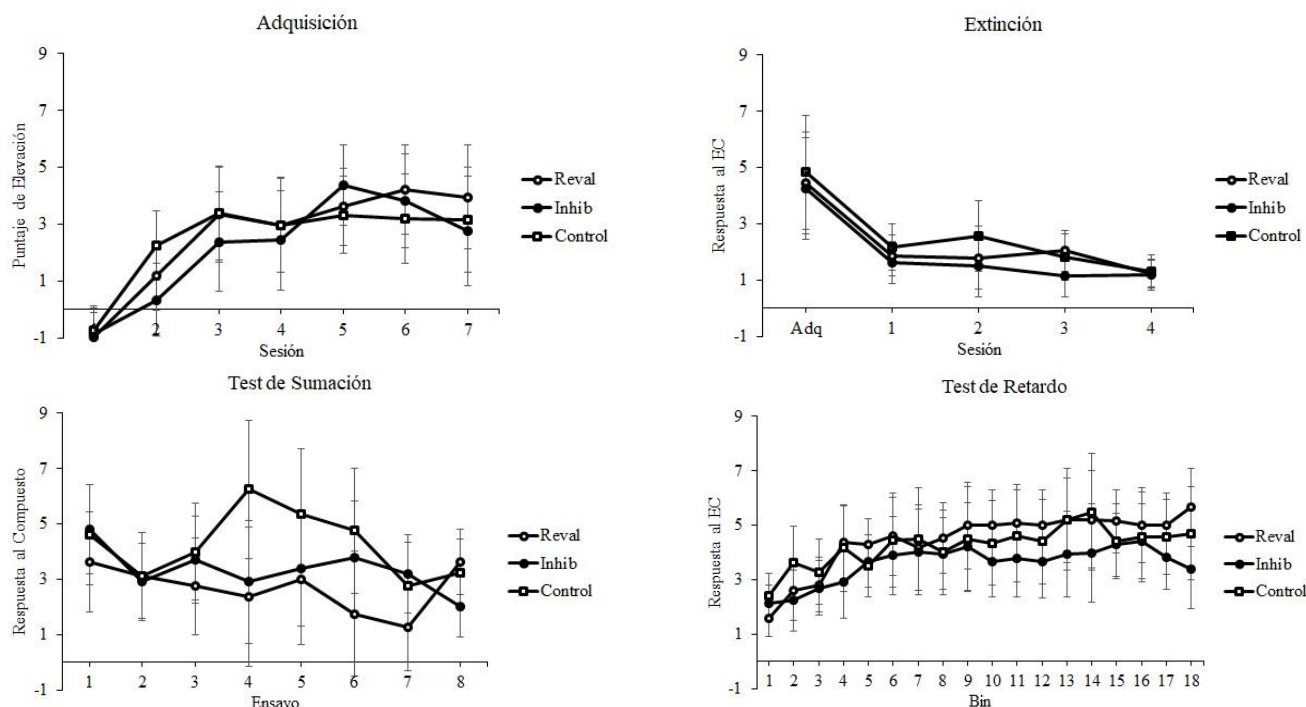 Adquisición
9
7
5
3
1
-1
Puntaje de Elevación
2 3 4 5 6 7
Sesión
Reval
Inhib
Control
Extinción
9
7
5
3
1
-1
Respuesta al EC
Adq 1 2 3 4
Sesión
Reval
Inhib
Control
Test de Sumación
9
7
5
3
1
-1
Respuesta al Compuesto
1 2 3 4 5 6 7 8
Ensayo
Reval
Inhib
Control
Test de Retardo
9
7
5
3
1
-1
Respuesta al EC
1 2 3 4 5 6 7 8 9 10 11 12 13 14 15 16 17 18
Bin
Reval
Inhib
Control